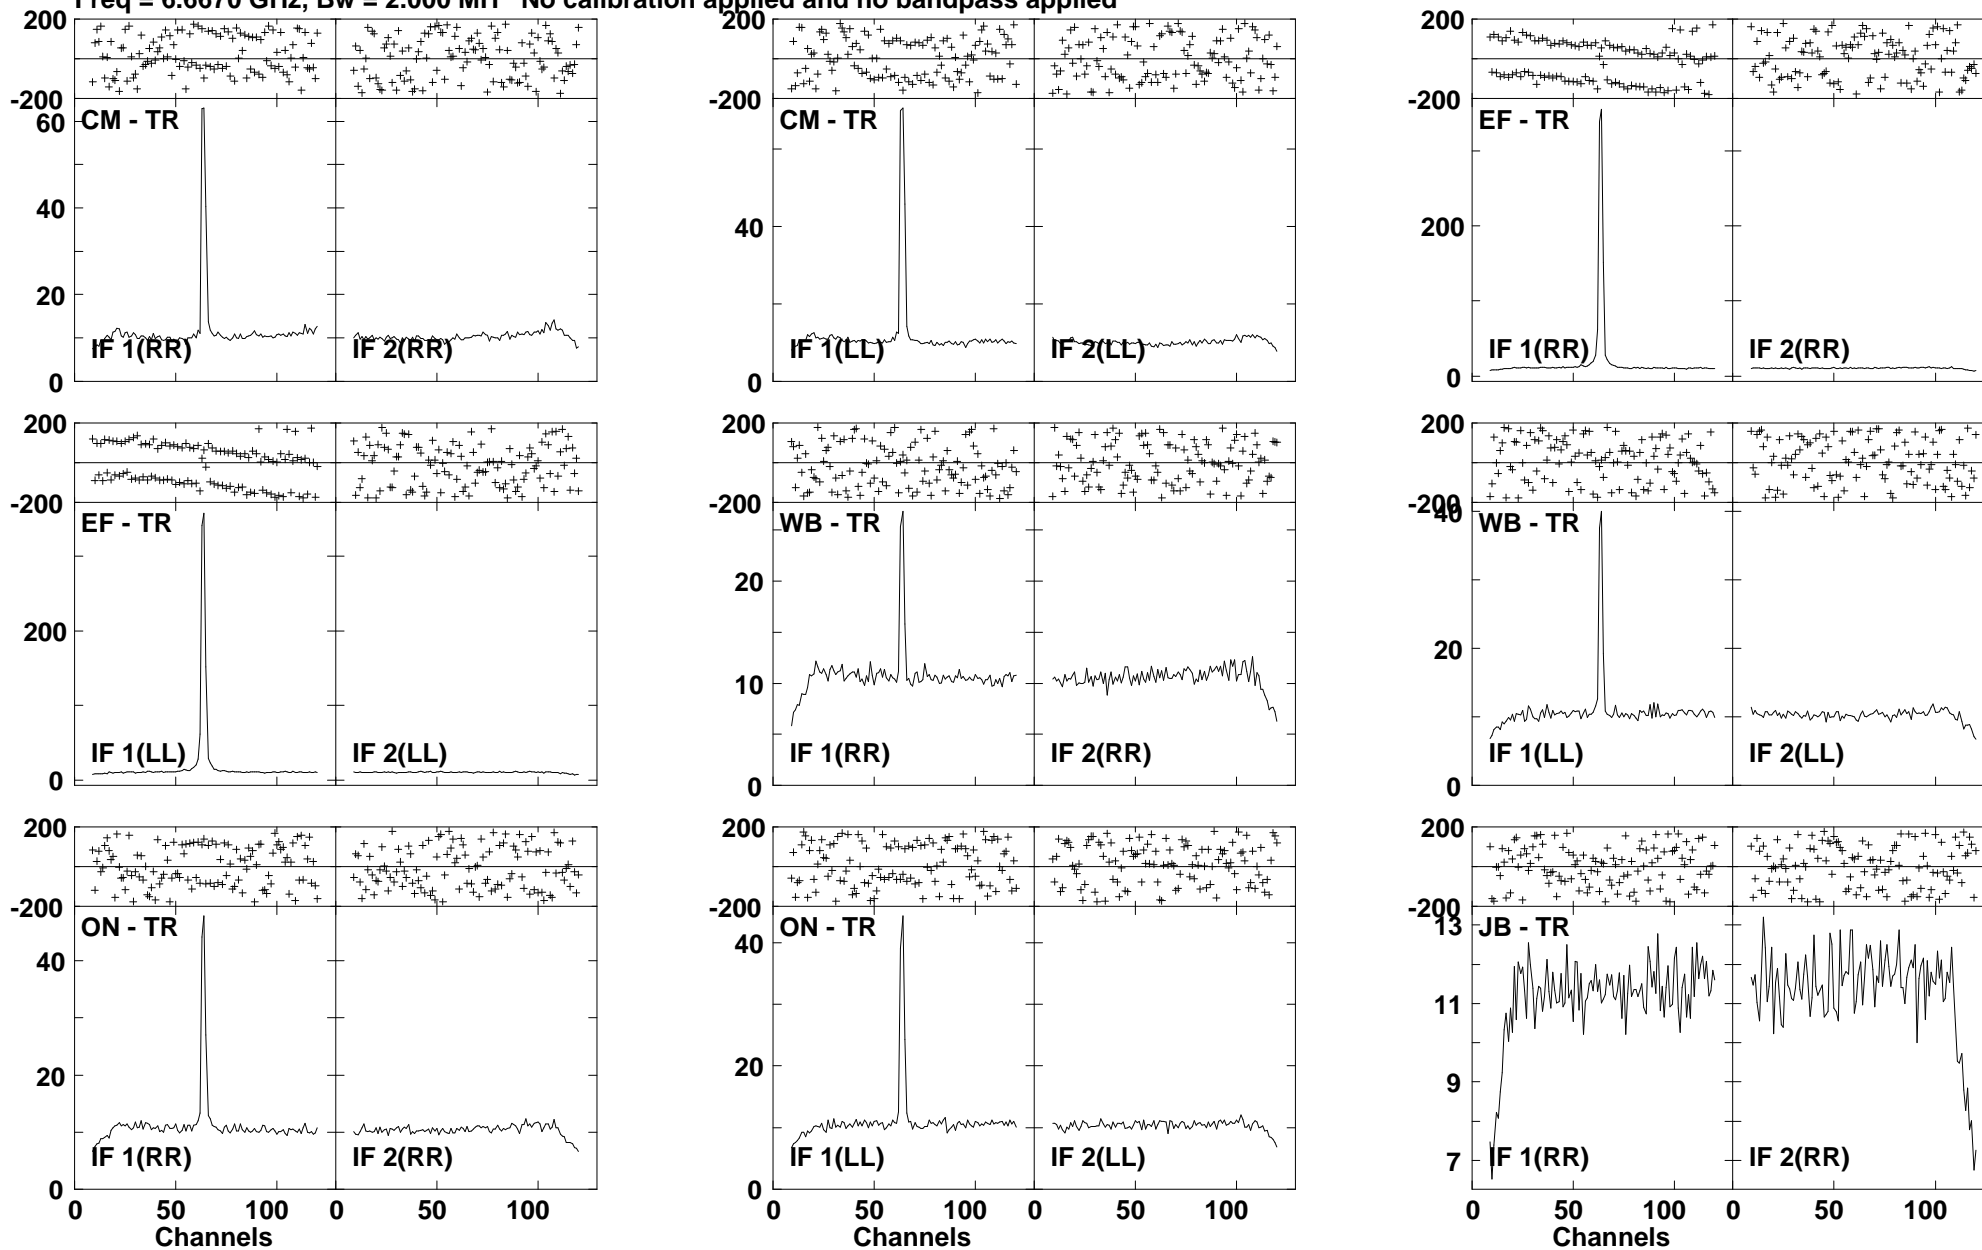 Freq = 6.6670 GHz, Bw = 2.000 MH No calibration applied and no bandpass applied
200 200 200
-200 -200 -200
60 CM - TR CM - TR EF - TR
40 40 200
20
IF 1(RR) IF 2(RR) IF 1(LL) IF 2(LL) IF 1(RR) IF 2(RR)
0 0 0
200 200 200
-200 -200 -200
40
EF - TR WB - TR WB - TR
200 20 20
10
IF 1(LL) IF 2(LL) IF 1(RR) IF 2(RR) IF 1(LL) IF 2(LL)
0 0 0
200 200 200
-200 -200 -200
13
ON - TR ON - TR JB - TR
40 40 11
20 20 9
IF 1(RR) IF 2(RR) IF 1(LL) IF 2(LL) 7 IF 1(RR) IF 2(RR)
0 0
0 50 100 0 50 100 0 50 100 0 50 100 0 50 100 0 50 100
Channels Channels Channels